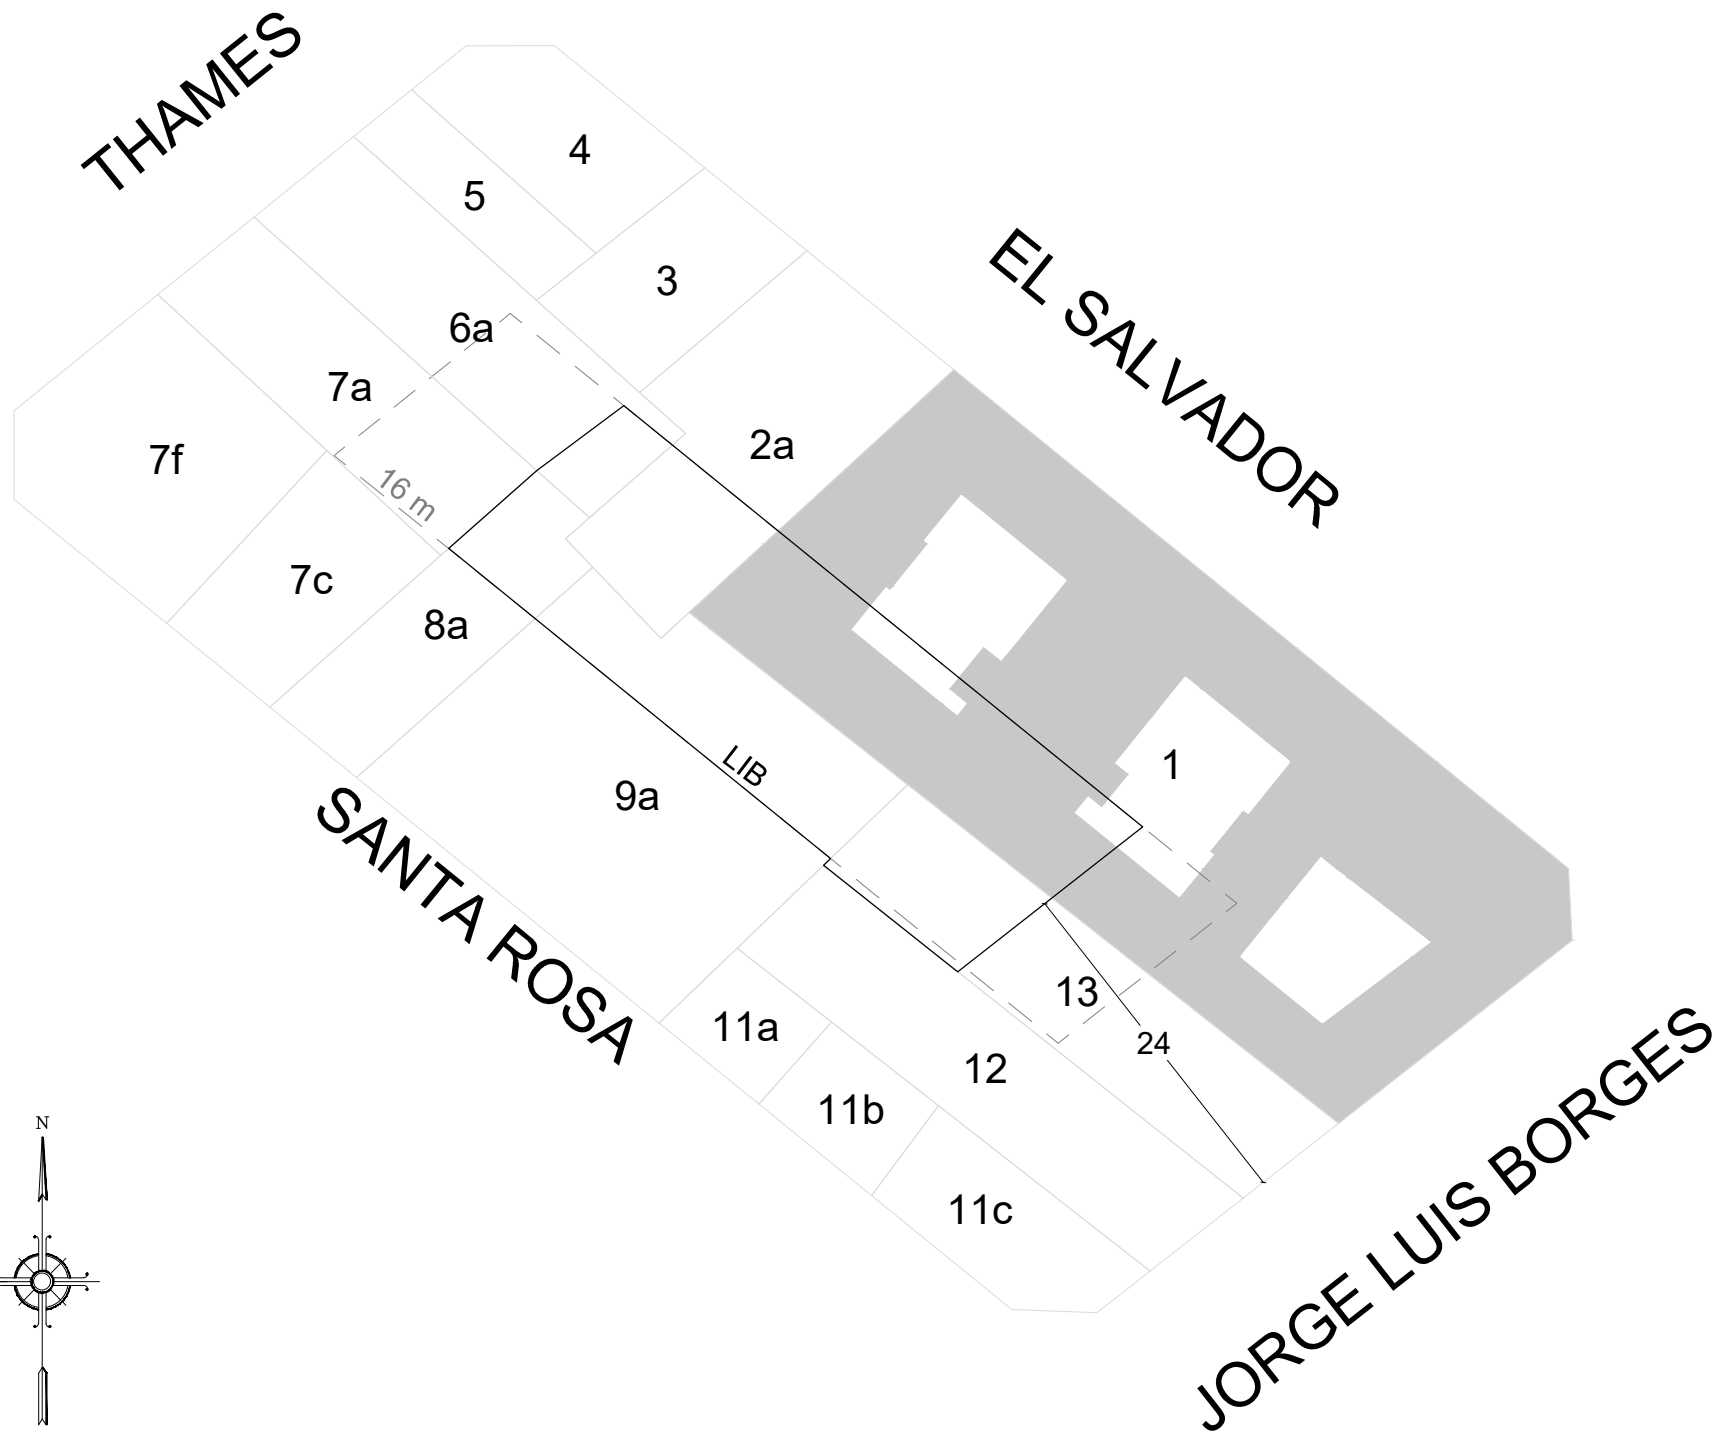 THAMES
4
5
EL SALVADOR
3
6a
7a
2a
7f
16 m
7c
8a
LIB
1
9a
SANTA ROSA
13
11a
24
12
11b
JORGE LUIS BORGES
N
11c